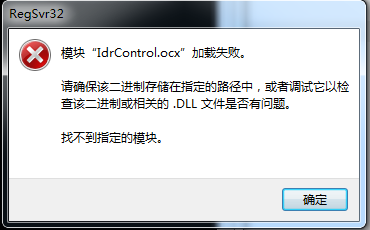 RegSvr32
模块“IdrControl.ocx”加载失败。
请确保该二进制存储在指定的路径中，或者调试它以检
查该二进制或相关的 .DLL 文件是否有问题。
找不到指定的模块。
确定